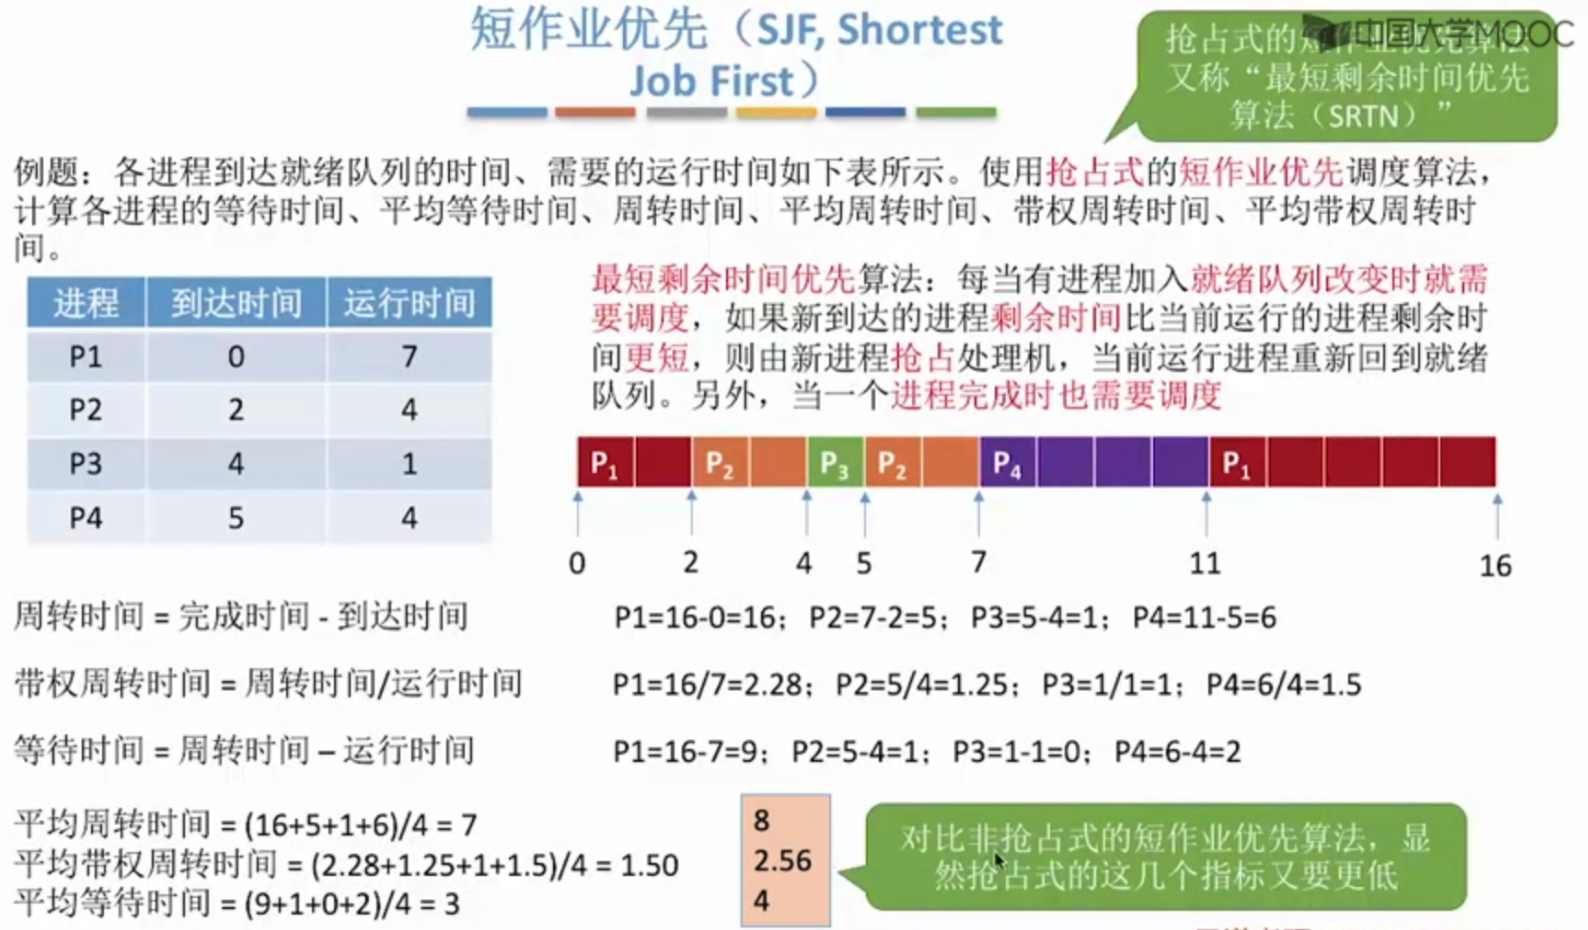 短作业优先（SJF, Shortest
Job First）
中国大学MOOC
抢占式的短作业优先算法
又称“最短剩余时间优先
算法（SRTN）”
例题：各进程到达就绪队列的时间、需要的运行时间如下表所示。使用抢占式的短作业优先调度算法，
计算各进程的等待时间、平均等待时间、周转时间、平均周转时间、带权周转时间、平均带权周转时
间。
进程 到达时间 运行时间
P1 0 7
P2 2 4
P3 4 1
P4 5 4
最短剩余时间优先算法：每当有进程加入就绪队列改变时就需
要调度，如果新到达的进程剩余时间比当前运行的进程剩余时
间更短，则由新进程抢占处理机，当前运行进程重新回到就绪
队列。另外，当一个进程完成时也需要调度
P1 P2 P3 P2 P4 P1
0 2 4 5 7 11 16
周转时间 = 完成时间 - 到达时间 P1=16-0=16；P2=7-2=5；P3=5-4=1；P4=11-5=6
带权周转时间 = 周转时间/运行时间 P1=16/7=2.28；P2=5/4=1.25；P3=1/1=1；P4=6/4=1.5
等待时间 = 周转时间 – 运行时间 P1=16-7=9；P2=5-4=1；P3=1-1=0；P4=6-4=2
平均周转时间 = (16+5+1+6)/4 = 7
平均带权周转时间 = (2.28+1.25+1+1.5)/4 = 1.50
平均等待时间 = (9+1+0+2)/4 = 3
8
2.56
4
对比非抢占式的短作业优先算法，显
然抢占式的这几个指标又要更低